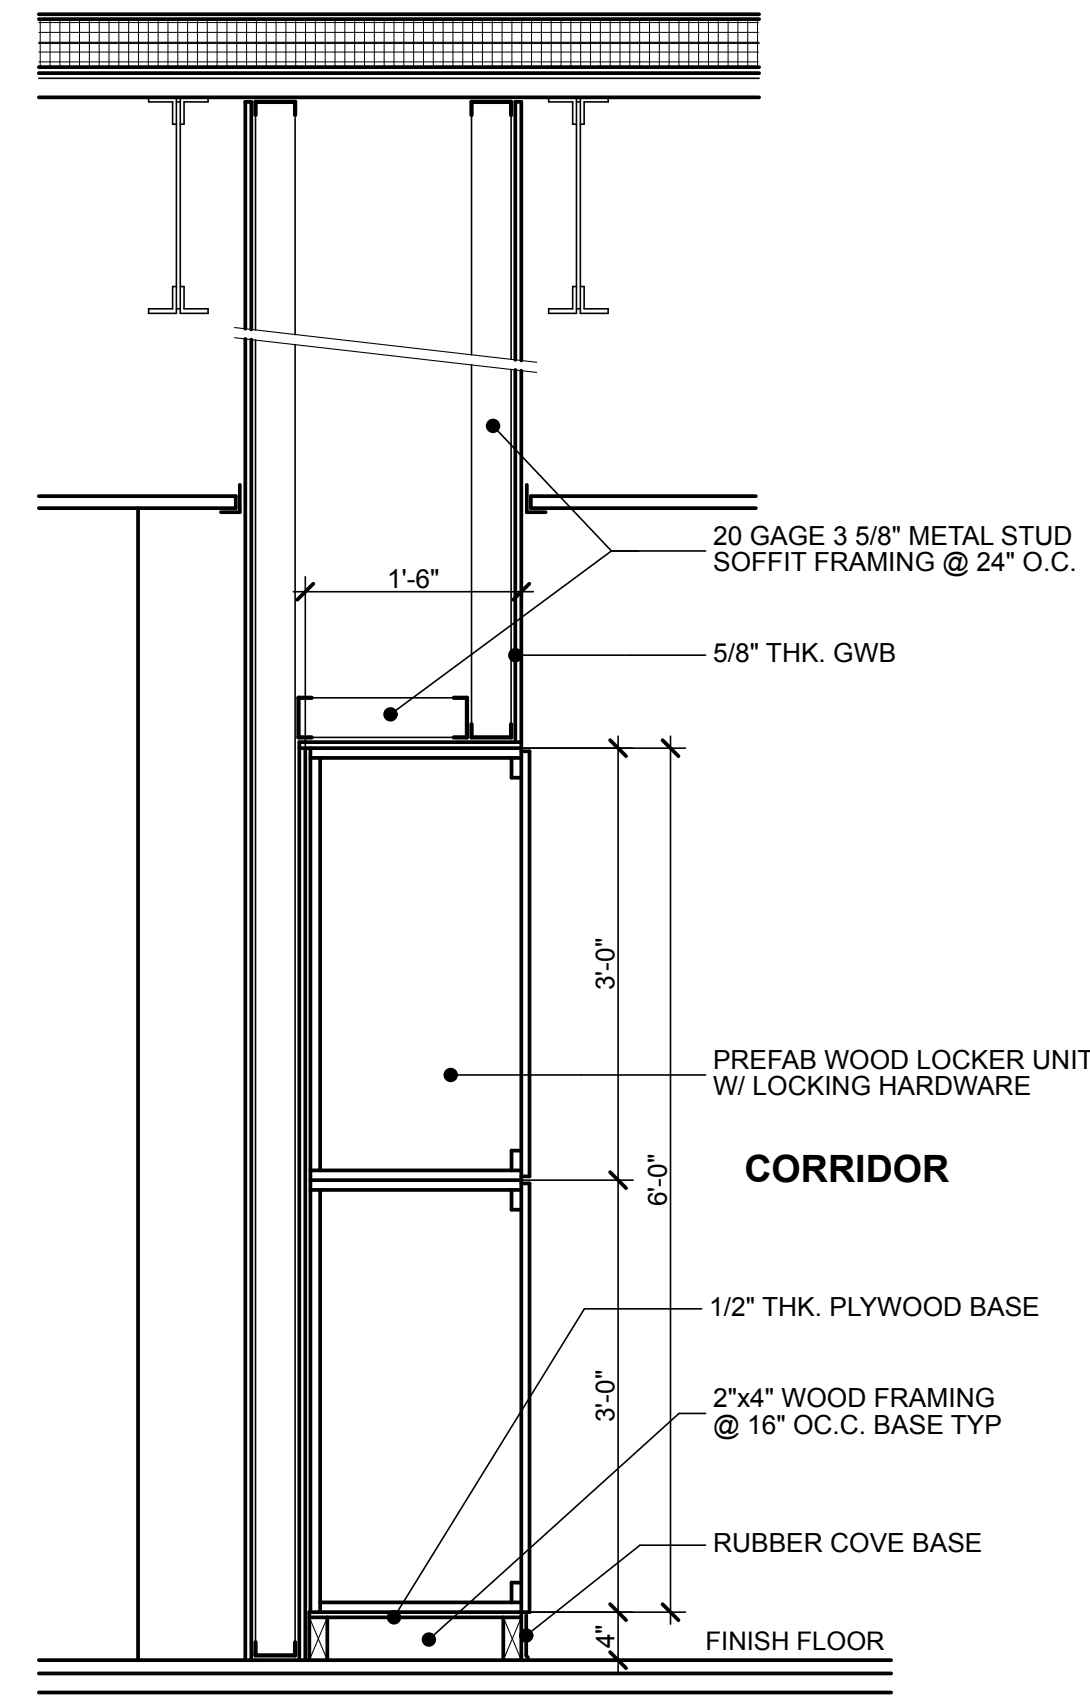 20 GAGE 3 5/8" METAL STUD
SOFFIT FRAMING @ 24" O.C.
1'-6"
5/8" THK. GWB
3'-0"
PREFAB WOOD LOCKER UNIT
W/ LOCKING HARDWARE
CORRIDOR
6'-0"
1/2" THK. PLYWOOD BASE
3'-0"
2"x4" WOOD FRAMING
@ 16" OC.C. BASE TYP
RUBBER COVE BASE
4"
FINISH FLOOR